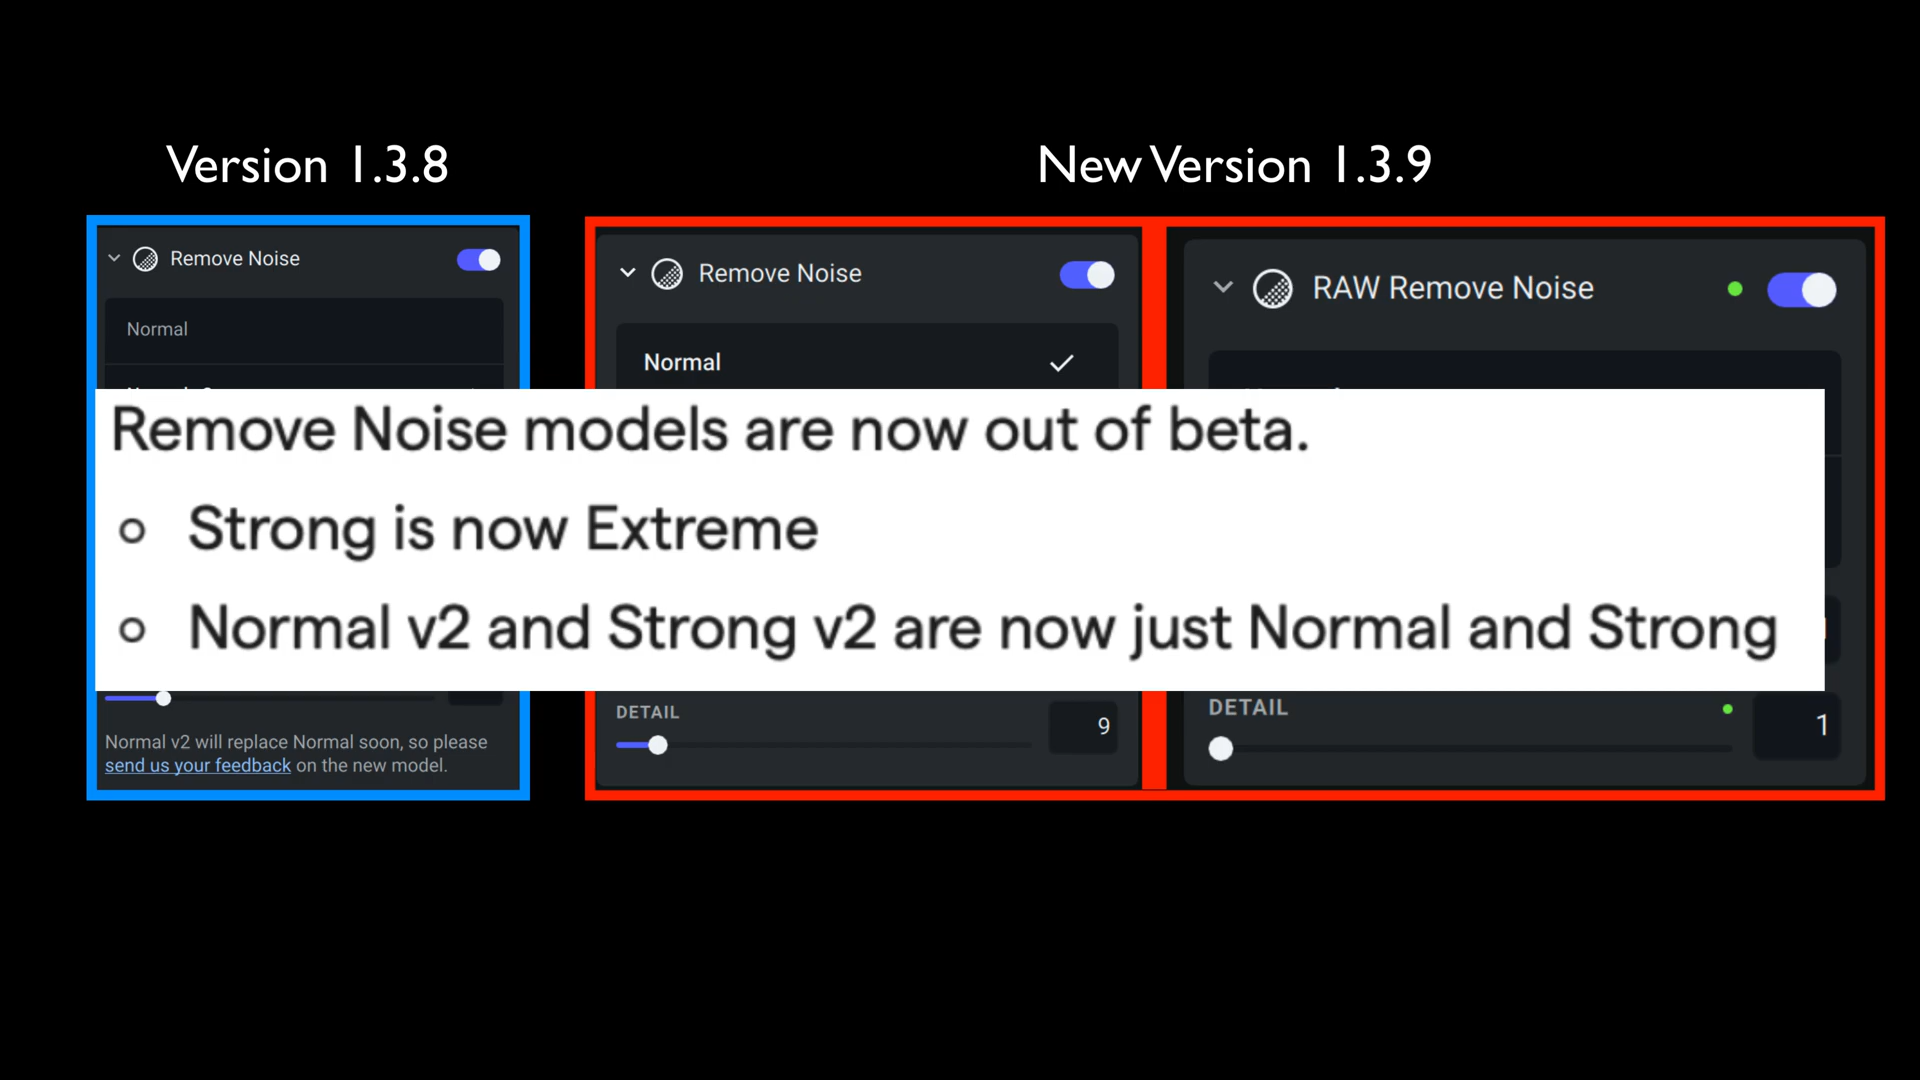 Version 1.3.8
New Version 1.3.9
Remove Noise
Normal
Remove Noise
Normal
RAW Remove Noise
Remove Noise models are now out of beta.
Strong is now Extreme
Normal v2 and Strong v2 are now just Normal and Strong
Normal v2 will replace Normal soon, so please
send us your feedback on the new model.
DETAIL
9
DETAIL
1